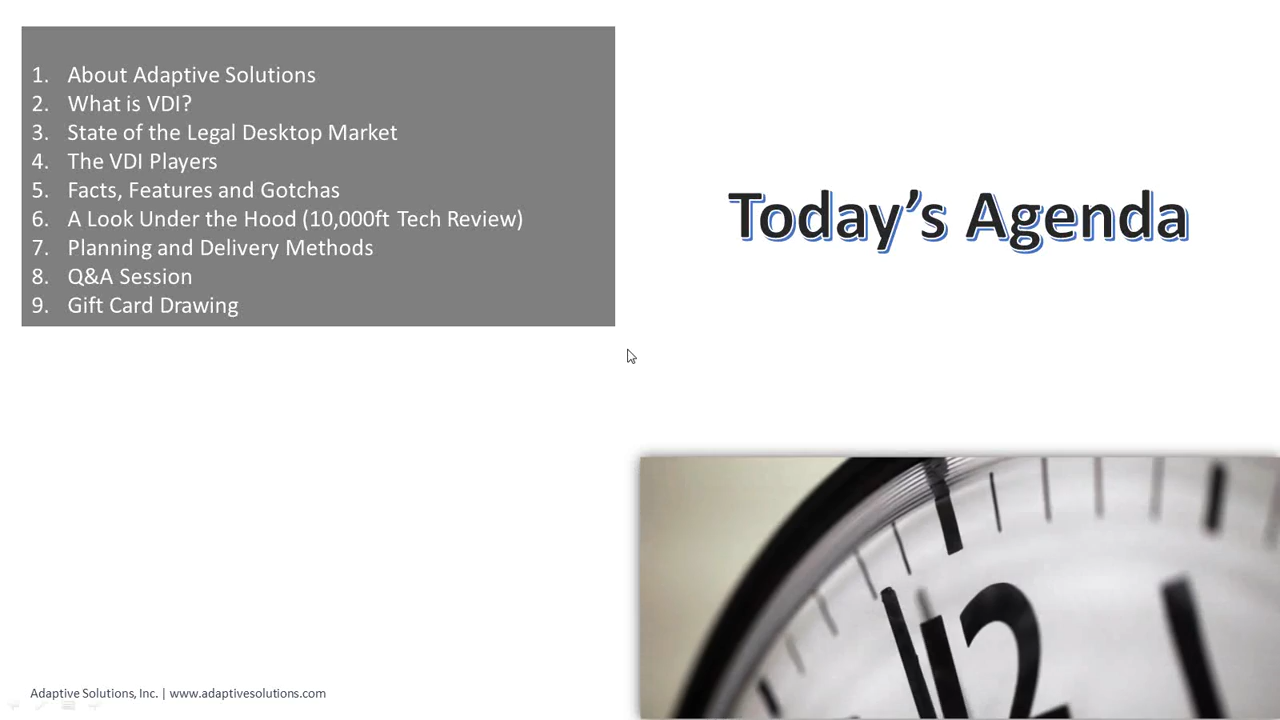 1. About Adaptive Solutions
2. What is VDI?
3. State of the Legal Desktop Market
4. The VDI Players
5. Facts, Features and Gotchas
6. A Look Under the Hood (10,000ft Tech Review)
7. Planning and Delivery Methods
8. Q&A Session
9. Gift Card Drawing
Today’s Agenda
12
Adaptive Solutions, Inc. | www.adaptivesolutions.com